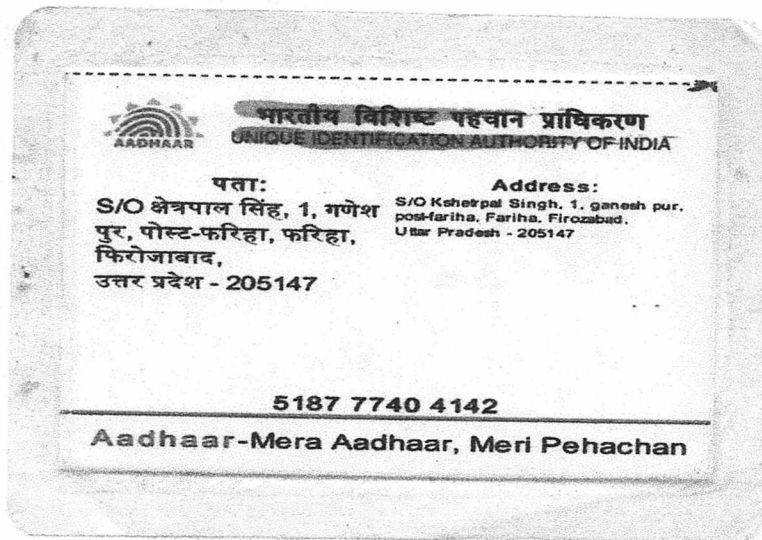 AADHAAR
भारतीय विशिष्ट पहचान प्राधिकरण
UNIQUE IDENTIFICATION AUTHORITY OF INDIA
पता:
S/O क्षेत्रपाल सिंह, 1, गणेश
पुर, पोस्ट-फरिहा, फरिहा,
फिरोजाबाद,
उत्तर प्रदेश - 205147
Address:
S/O Kshetrpal Singh, 1, ganesh pur,
post-fariha, Fariha, Firozabad,
Uttar Pradesh - 205147
5187 7740 4142
Aadhaar-Mera Aadhaar, Meri Pehachan